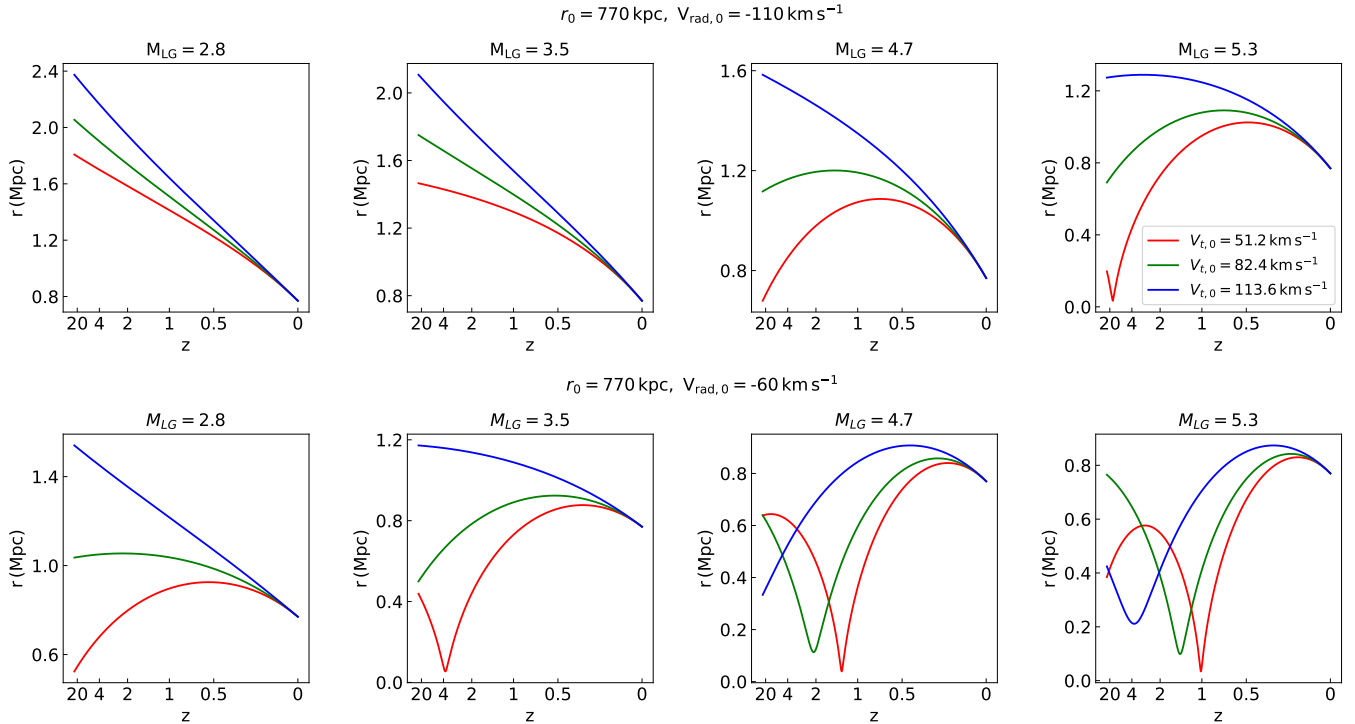 r₀ = 770 kpc, V_rad,0 = -110 km s⁻¹
M_LG = 2.8
2.4
2.0
1.6
1.2
0.8
r (Mpc)
20 4 2 1 0.5 0
z
M_LG = 3.5
2.0
1.6
1.2
0.8
r (Mpc)
20 4 2 1 0.5 0
z
M_LG = 4.7
1.6
1.2
0.8
r (Mpc)
20 4 2 1 0.5 0
z
M_LG = 5.3
1.2
0.8
0.4
0.0
r (Mpc)
V_t,0 = 51.2 km s⁻¹
V_t,0 = 82.4 km s⁻¹
V_t,0 = 113.6 km s⁻¹
20 4 2 1 0.5 0
z
r₀ = 770 kpc, V_rad,0 = -60 km s⁻¹
M_LG = 2.8
1.4
1.0
0.6
r (Mpc)
20 4 2 1 0.5 0
z
M_LG = 3.5
1.2
0.8
0.4
0.0
r (Mpc)
20 4 2 1 0.5 0
z
M_LG = 4.7
0.8
0.6
0.4
0.2
0.0
r (Mpc)
20 4 2 1 0.5 0
z
M_LG = 5.3
0.8
0.6
0.4
0.2
0.0
r (Mpc)
20 4 2 1 0.5 0
z